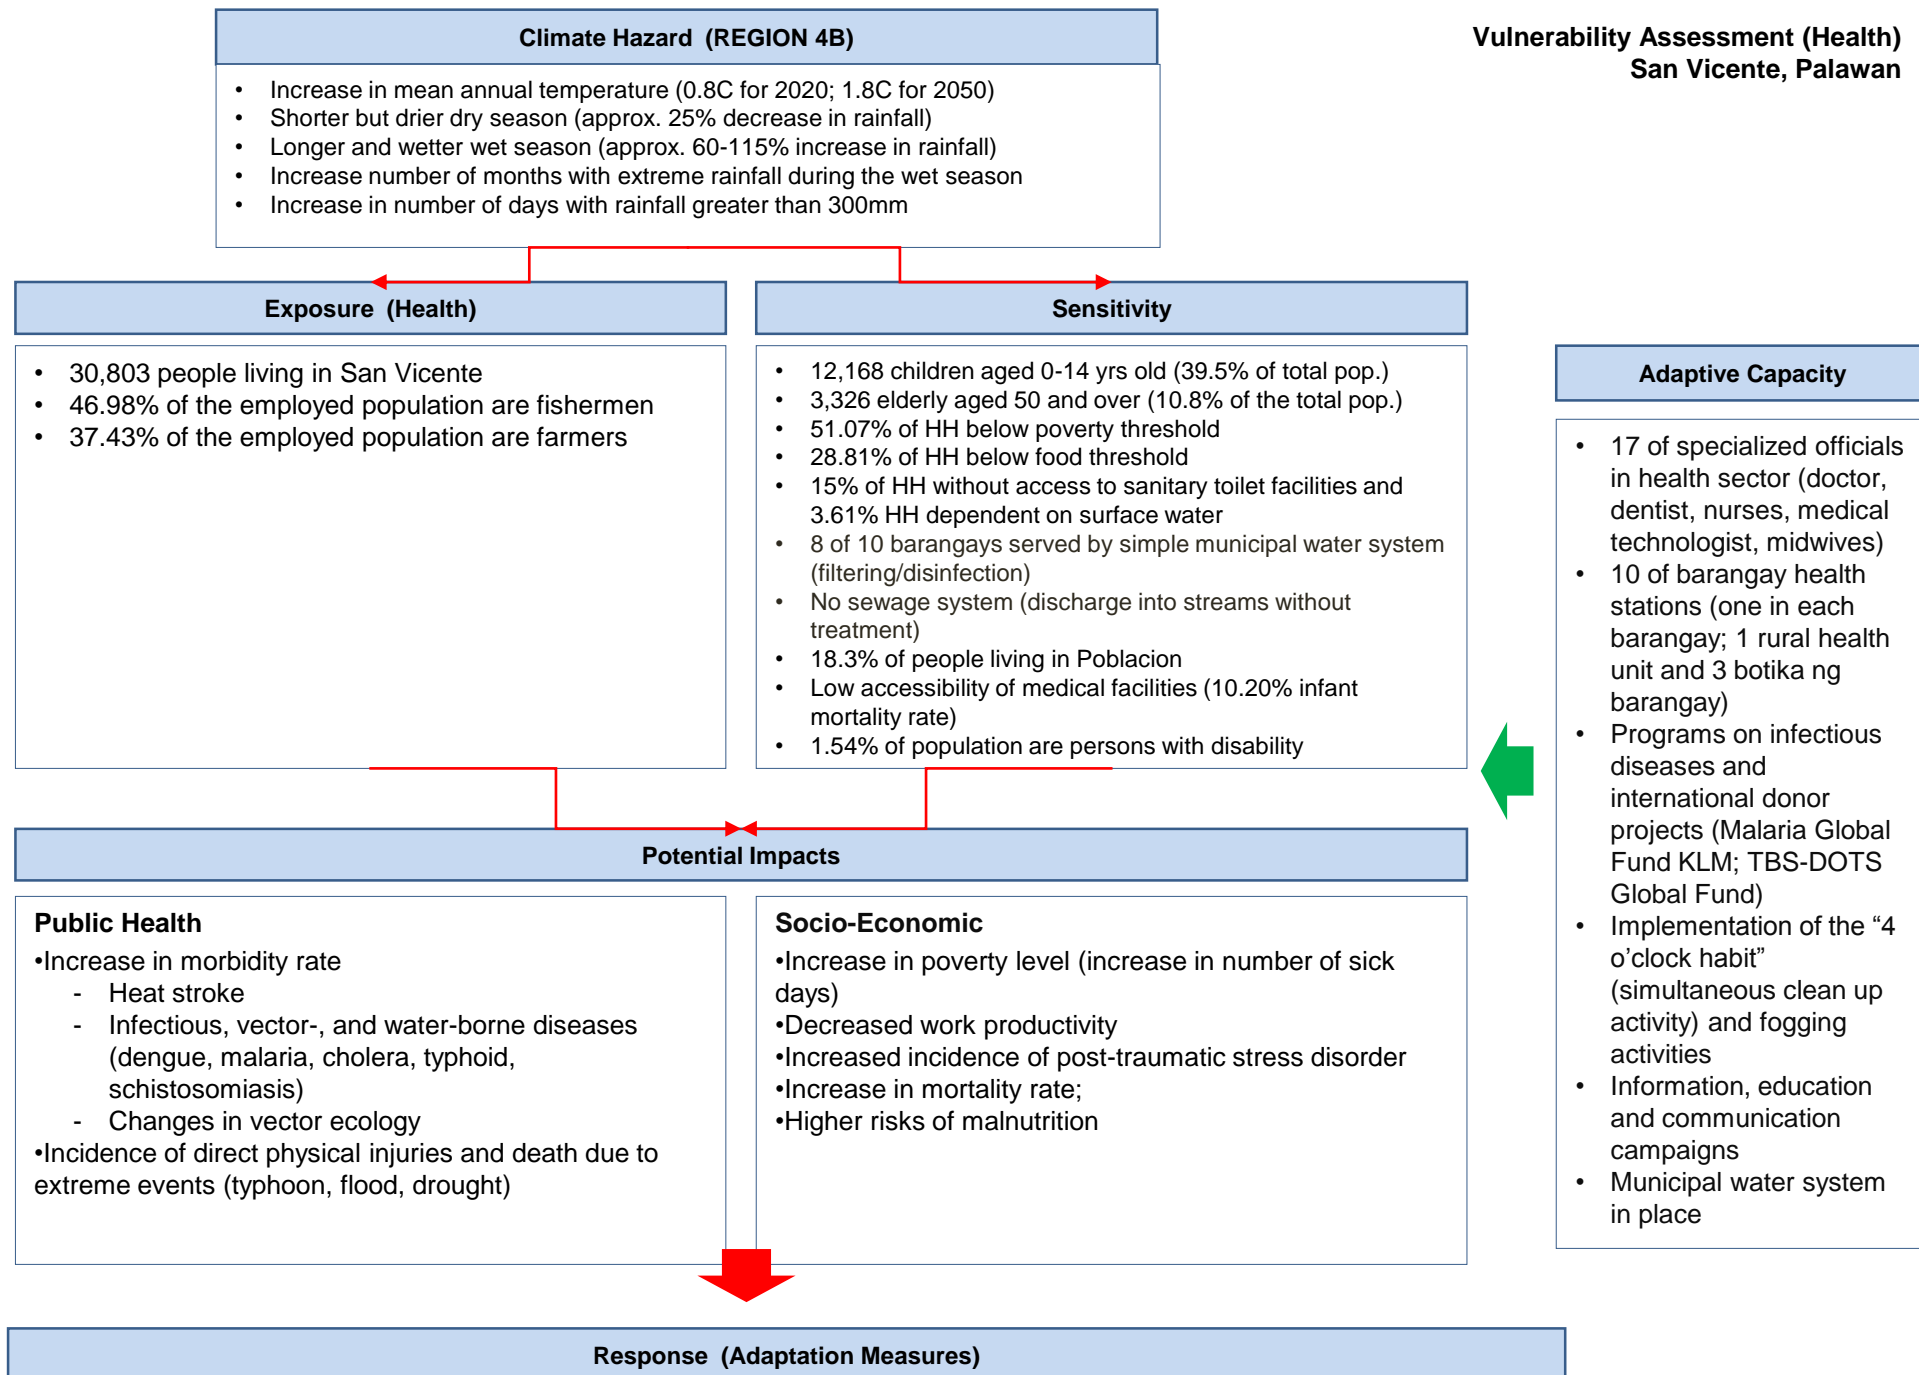 Climate Hazard (REGION 4B)
Vulnerability Assessment (Health)
San Vicente, Palawan
• Increase in mean annual temperature (0.8C for 2020; 1.8C for 2050)
• Shorter but drier dry season (approx. 25% decrease in rainfall)
• Longer and wetter wet season (approx. 60-115% increase in rainfall)
• Increase number of months with extreme rainfall during the wet season
• Increase in number of days with rainfall greater than 300mm
Exposure (Health)
• 30,803 people living in San Vicente
• 46.98% of the employed population are fishermen
• 37.43% of the employed population are farmers
Sensitivity
• 12,168 children aged 0-14 yrs old (39.5% of total pop.)
• 3,326 elderly aged 50 and over (10.8% of the total pop.)
• 51.07% of HH below poverty threshold
• 28.81% of HH below food threshold
• 15% of HH without access to sanitary toilet facilities and
3.61% HH dependent on surface water
• 8 of 10 barangays served by simple municipal water system
(filtering/disinfection)
• No sewage system (discharge into streams without
treatment)
• 18.3% of people living in Poblacion
• Low accessibility of medical facilities (10.20% infant
mortality rate)
• 1.54% of population are persons with disability
Adaptive Capacity
• 17 of specialized officials
in health sector (doctor,
dentist, nurses, medical
technologist, midwives)
• 10 of barangay health
stations (one in each
barangay; 1 rural health
unit and 3 botika ng
barangay)
• Programs on infectious
diseases and
international donor
projects (Malaria Global
Fund KLM; TBS-DOTS
Global Fund)
• Implementation of the “4
o’clock habit”
(simultaneous clean up
activity) and fogging
activities
• Information, education
and communication
campaigns
• Municipal water system
in place
Potential Impacts
Public Health
•Increase in morbidity rate
- Heat stroke
- Infectious, vector-, and water-borne diseases
(dengue, malaria, cholera, typhoid,
schistosomiasis)
- Changes in vector ecology
•Incidence of direct physical injuries and death due to
extreme events (typhoon, flood, drought)
Socio-Economic
•Increase in poverty level (increase in number of sick
days)
•Decreased work productivity
•Increased incidence of post-traumatic stress disorder
•Increase in mortality rate;
•Higher risks of malnutrition
Response (Adaptation Measures)